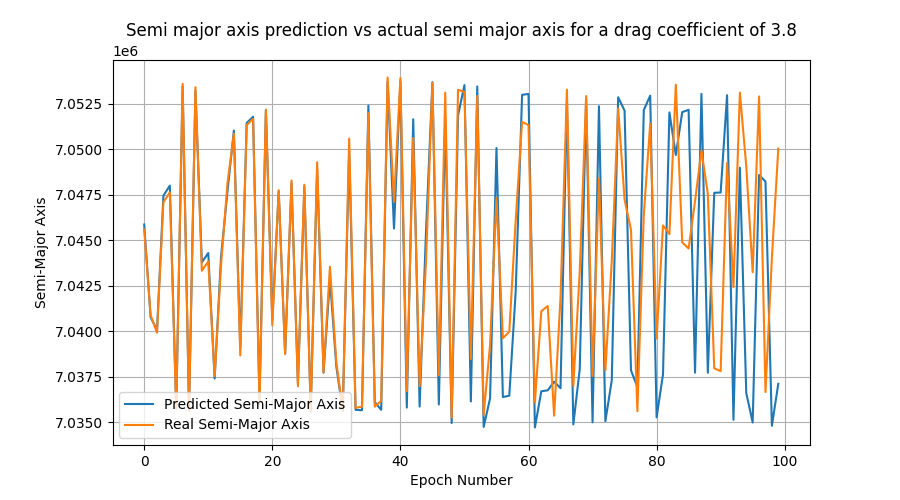 Semi major axis prediction vs actual semi major axis for a drag coefficient of 3.8
1e6
7.0525
7.0500
7.0475
7.0450
7.0425
7.0400
7.0375
7.0350
Semi-Major Axis
Predicted Semi-Major Axis
Real Semi-Major Axis
0 20 40 60 80 100
Epoch Number